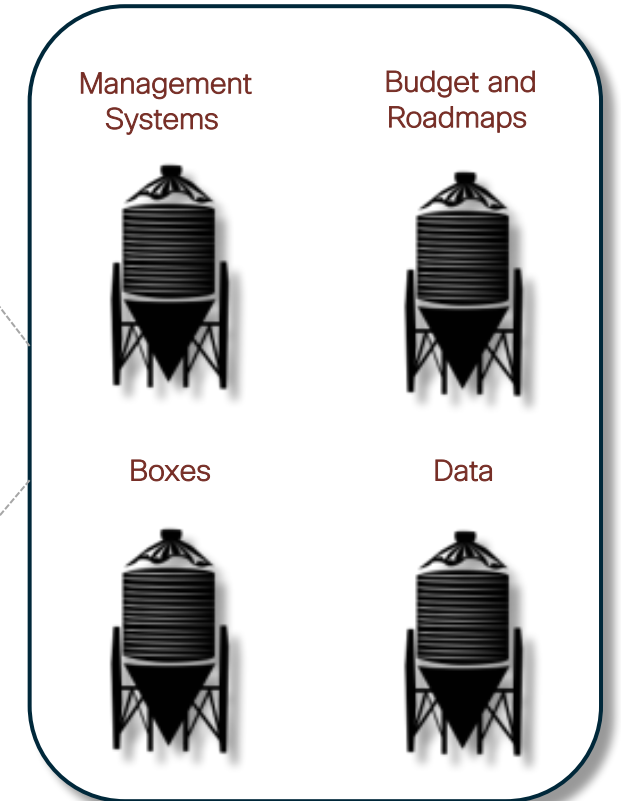 Management
Systems
Budget and
Roadmaps
Boxes
Data